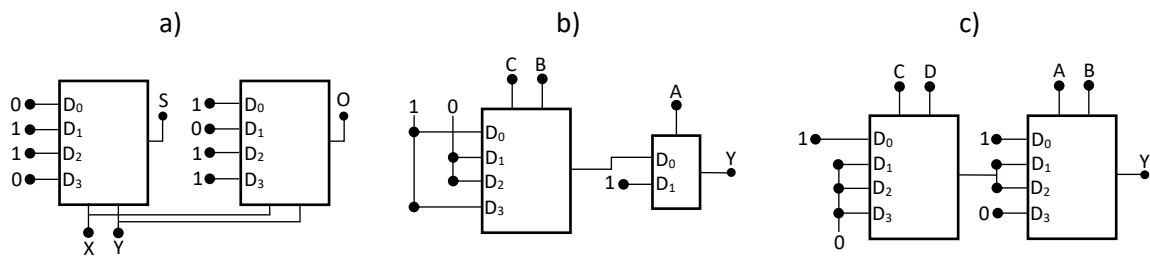 a)
b)
c)
0 D0
1 D1
1 D2
0 D3
S
X Y
1 D0
0 D1
1 D2
1 D3
O
C B
1 0
D0
D1
D2
D3
A
D0
1 D1
Y
C D
1 D0
D1
D2
D3
0
A B
1 D0
D1
D2
0 D3
Y